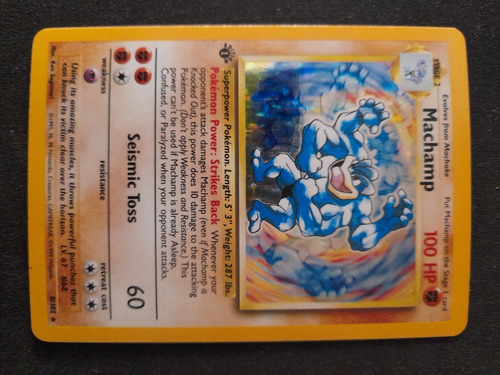 STAGE 2
Evolves from Machoke
Put Machamp on the Stage 1 card
Machamp
100 HP
1
Superpower Pokémon. Length: 5' 3", Weight: 287 lbs.
Pokémon Power: Strikes Back Whenever your
opponent's attack damages Machamp (even if Machamp is
Knocked Out), this power does 10 damage to the attacking
Pokémon. (Don't apply Weakness and Resistance.) This
power can't be used if Machamp is already Asleep,
Confused, or Paralyzed when your opponent attacks.
Seismic Toss
60
weakness
resistance
retreat cost
Using its amazing muscles, it throws powerful punches that
can knock its victim clear over the horizon. LV. 67 #68
Illus. Ken Sugimori
8/102